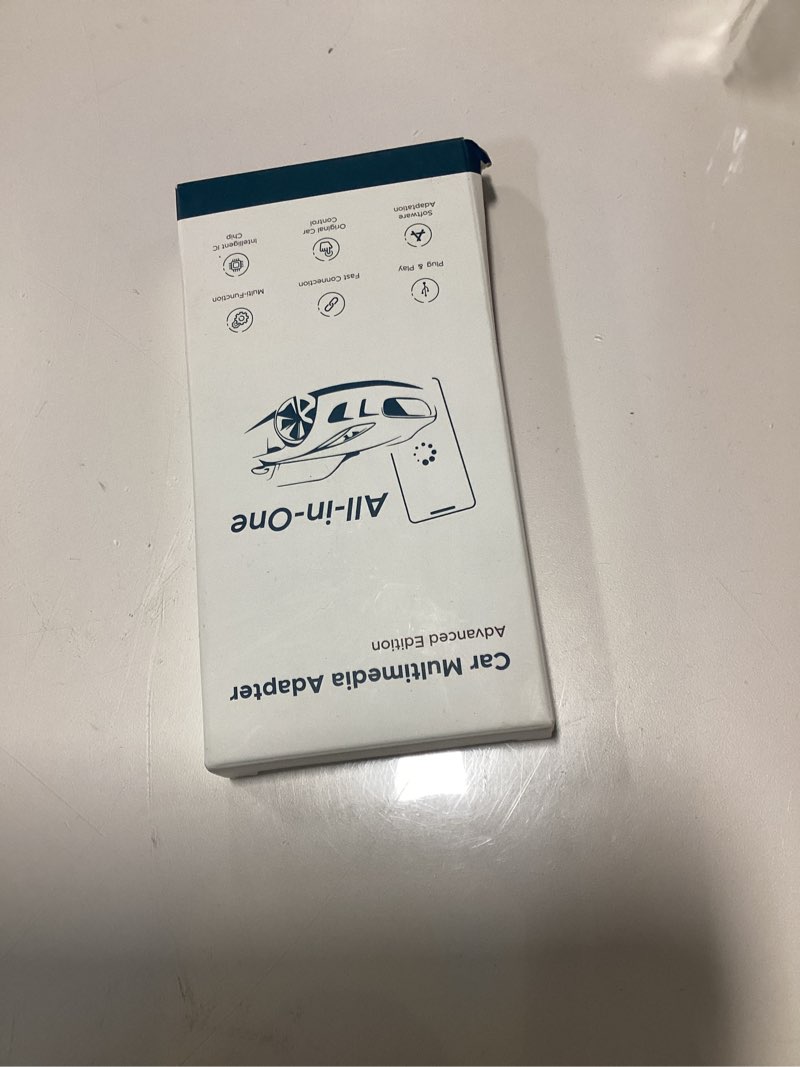 Car Multimedia Adapter
Advanced Edition
All-in-One
Plug & Play
Fast Connection
Multi-Function
Software
Adaptation
Original Car
Control
Intelligent IC
Chip